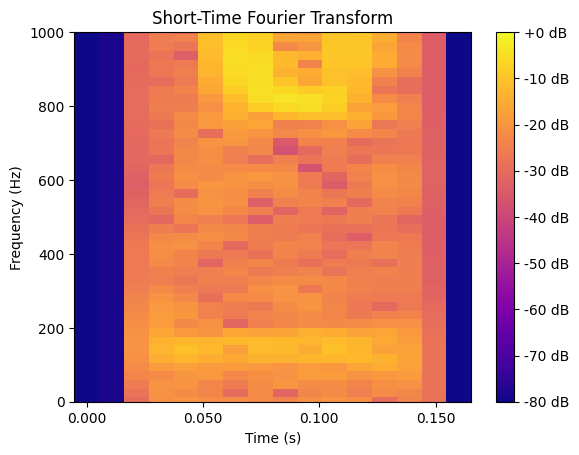 Short-Time Fourier Transform
1000
800
600
400
200
0
Frequency (Hz)
0.000
0.050
0.100
0.150
Time (s)
+0 dB
-10 dB
-20 dB
-30 dB
-40 dB
-50 dB
-60 dB
-70 dB
-80 dB